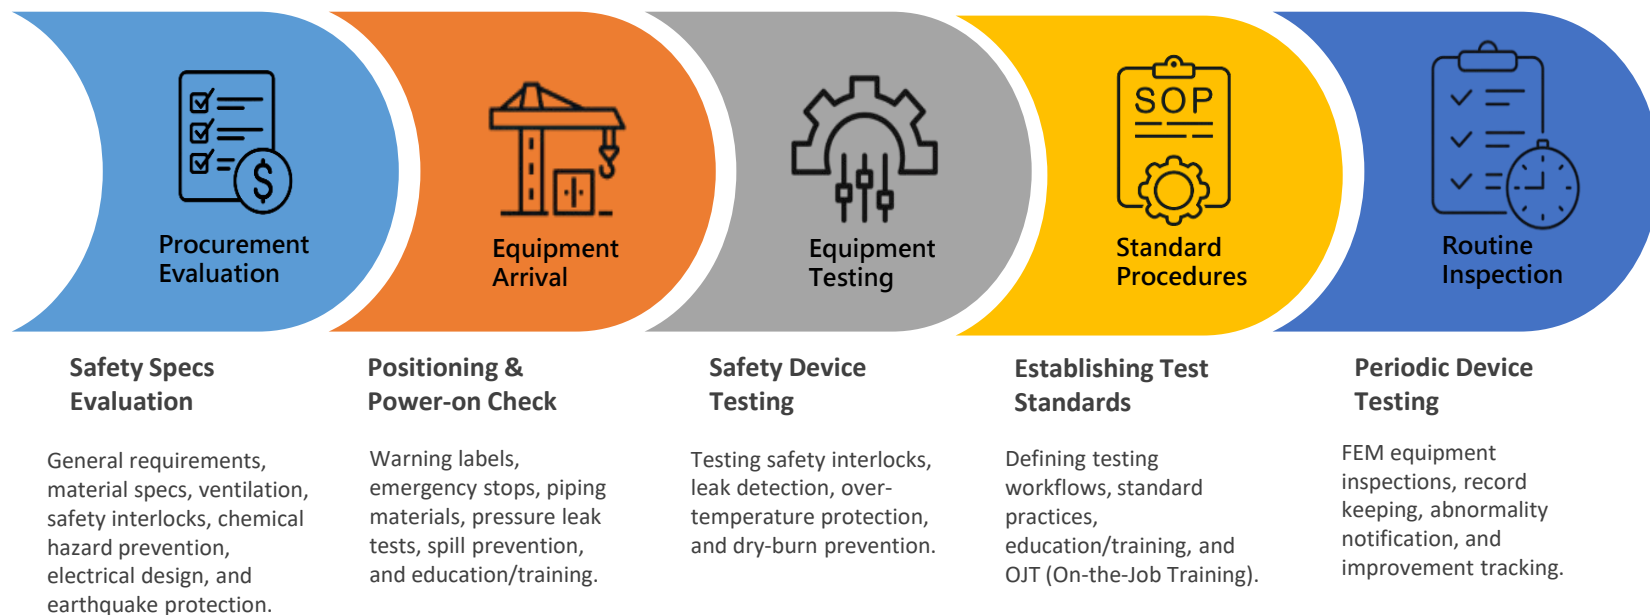 Procurement
Evaluation
Equipment
Arrival
Equipment
Testing
SOP
Standard
Procedures
Routine
Inspection
$
Safety Specs
Evaluation
General requirements,
material specs, ventilation,
safety interlocks, chemical
hazard prevention,
electrical design, and
earthquake protection.
Positioning &
Power-on Check
Warning labels,
emergency stops, piping
materials, pressure leak
tests, spill prevention,
and education/training.
Safety Device
Testing
Testing safety interlocks,
leak detection, over-
temperature protection,
and dry-burn prevention.
Establishing Test
Standards
Defining testing
workflows, standard
practices,
education/training, and
OJT (On-the-Job Training).
Periodic Device
Testing
FEM equipment
inspections, record
keeping, abnormality
notification, and
improvement tracking.